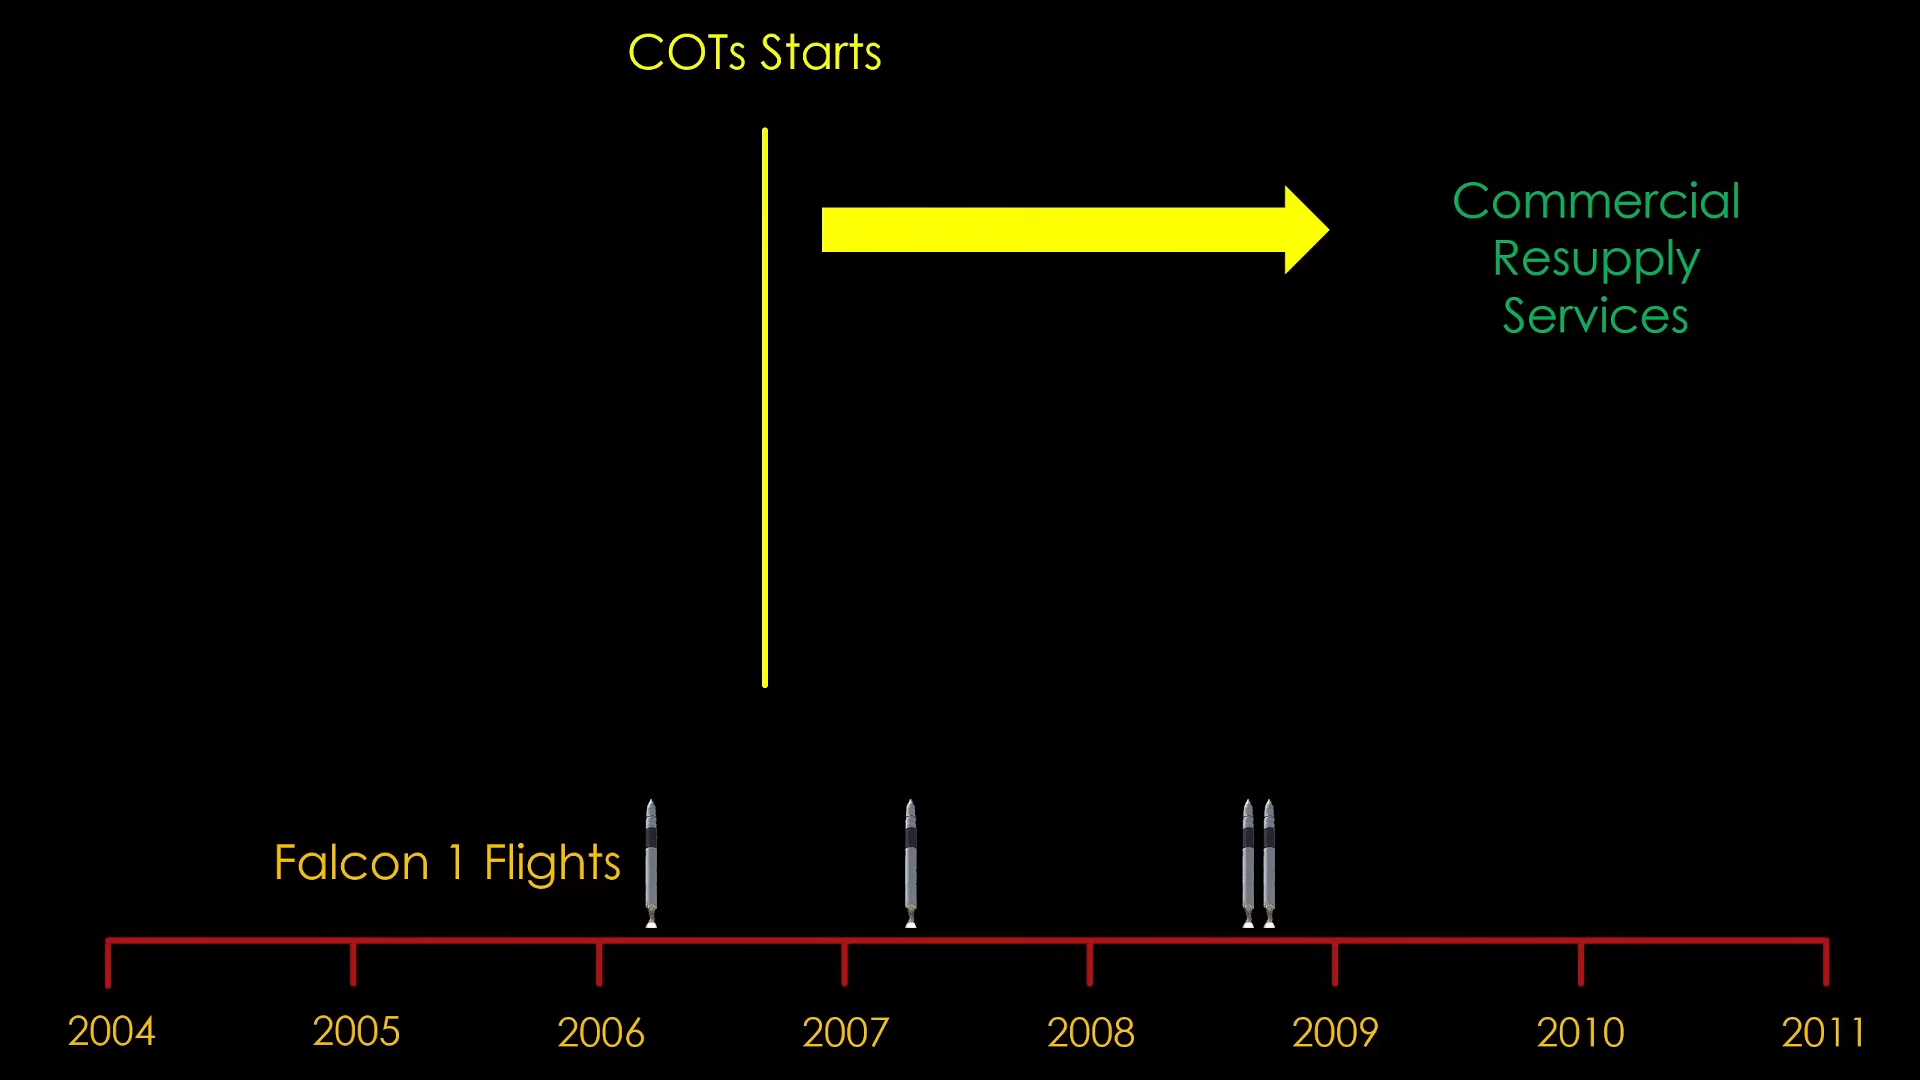 COTs Starts
Commercial
Resupply
Services
Falcon 1 Flights
2004 2005 2006 2007 2008 2009 2010 2011